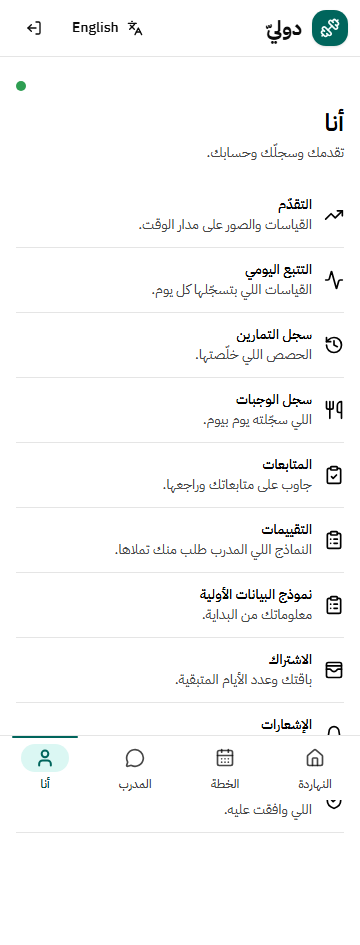 دوليّ
English
أنا
تقدمك وسجلّك وحسابك.
التقدّم
القياسات والصور على مدار الوقت.
التتبع اليومي
القياسات اللي بتسجّلها كل يوم.
سجل التمارين
الحصص اللي خلّصتها.
سجل الوجبات
اللي سجّلته يوم بيوم.
المتابعات
جاوب على متابعاتك وراجعها.
التقييمات
النماذج اللي المدرب طلب منك تملاها.
نموذج البيانات الأولية
معلوماتك من البداية.
الاشتراك
باقتك وعدد الأيام المتبقية.
الإشعارات
النهاردة
الخطة
المدرب
أنا
اللي وافقت عليه.